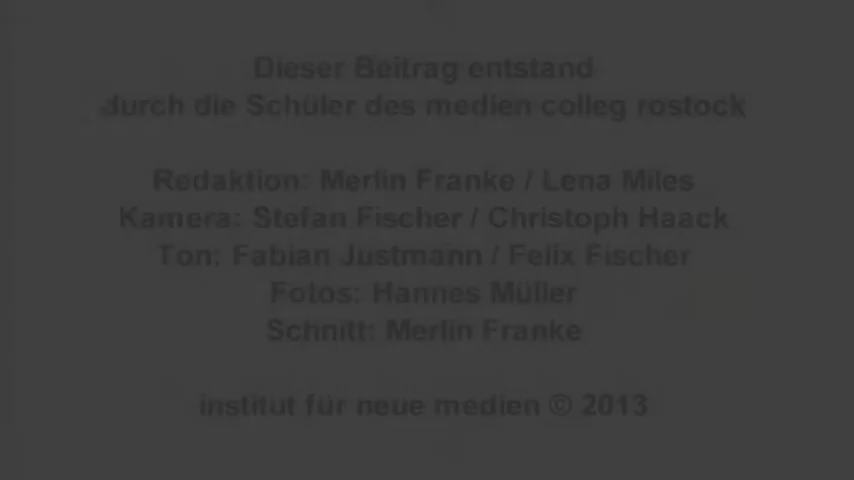 Dieser Beitrag entstand
durch die Schüler des medien colleg rostock
Redaktion: Merlin Franke / Lena Miles
Kamera: Stefan Fischer / Christoph Haack
Ton: Fabian Justmann / Felix Fischer
Fotos: Hannes Müller
Schnitt: Merlin Franke
institut für neue medien © 2013